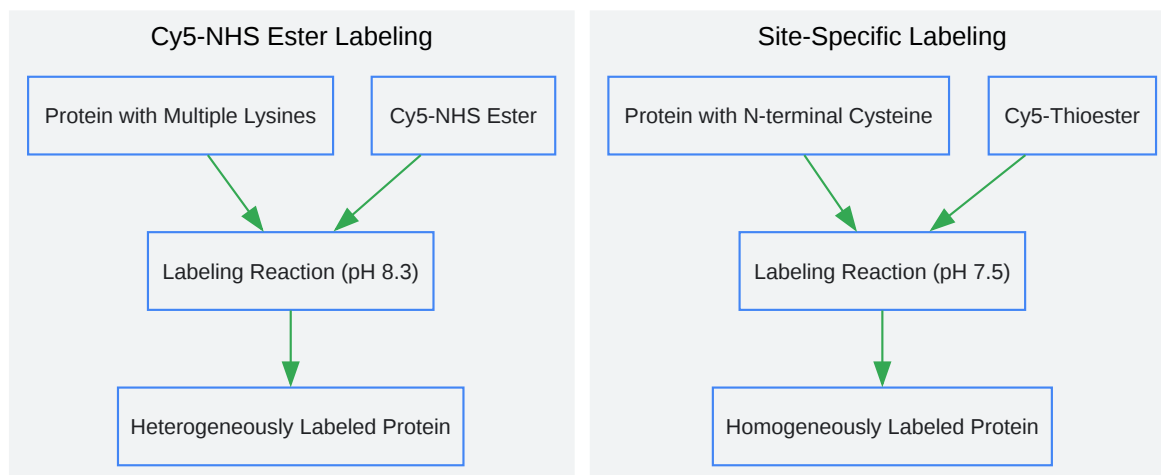 Cy5-NHS Ester Labeling
Protein with Multiple Lysines
Cy5-NHS Ester
Labeling Reaction (pH 8.3)
Heterogeneously Labeled Protein
Site-Specific Labeling
Protein with N-terminal Cysteine
Cy5-Thioester
Labeling Reaction (pH 7.5)
Homogeneously Labeled Protein